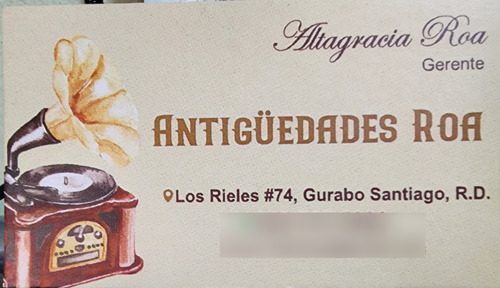 Altagracia Roa
Gerente
ANTIGÜEDADES ROA
Los Rieles #74, Gurabo Santiago, R.D.